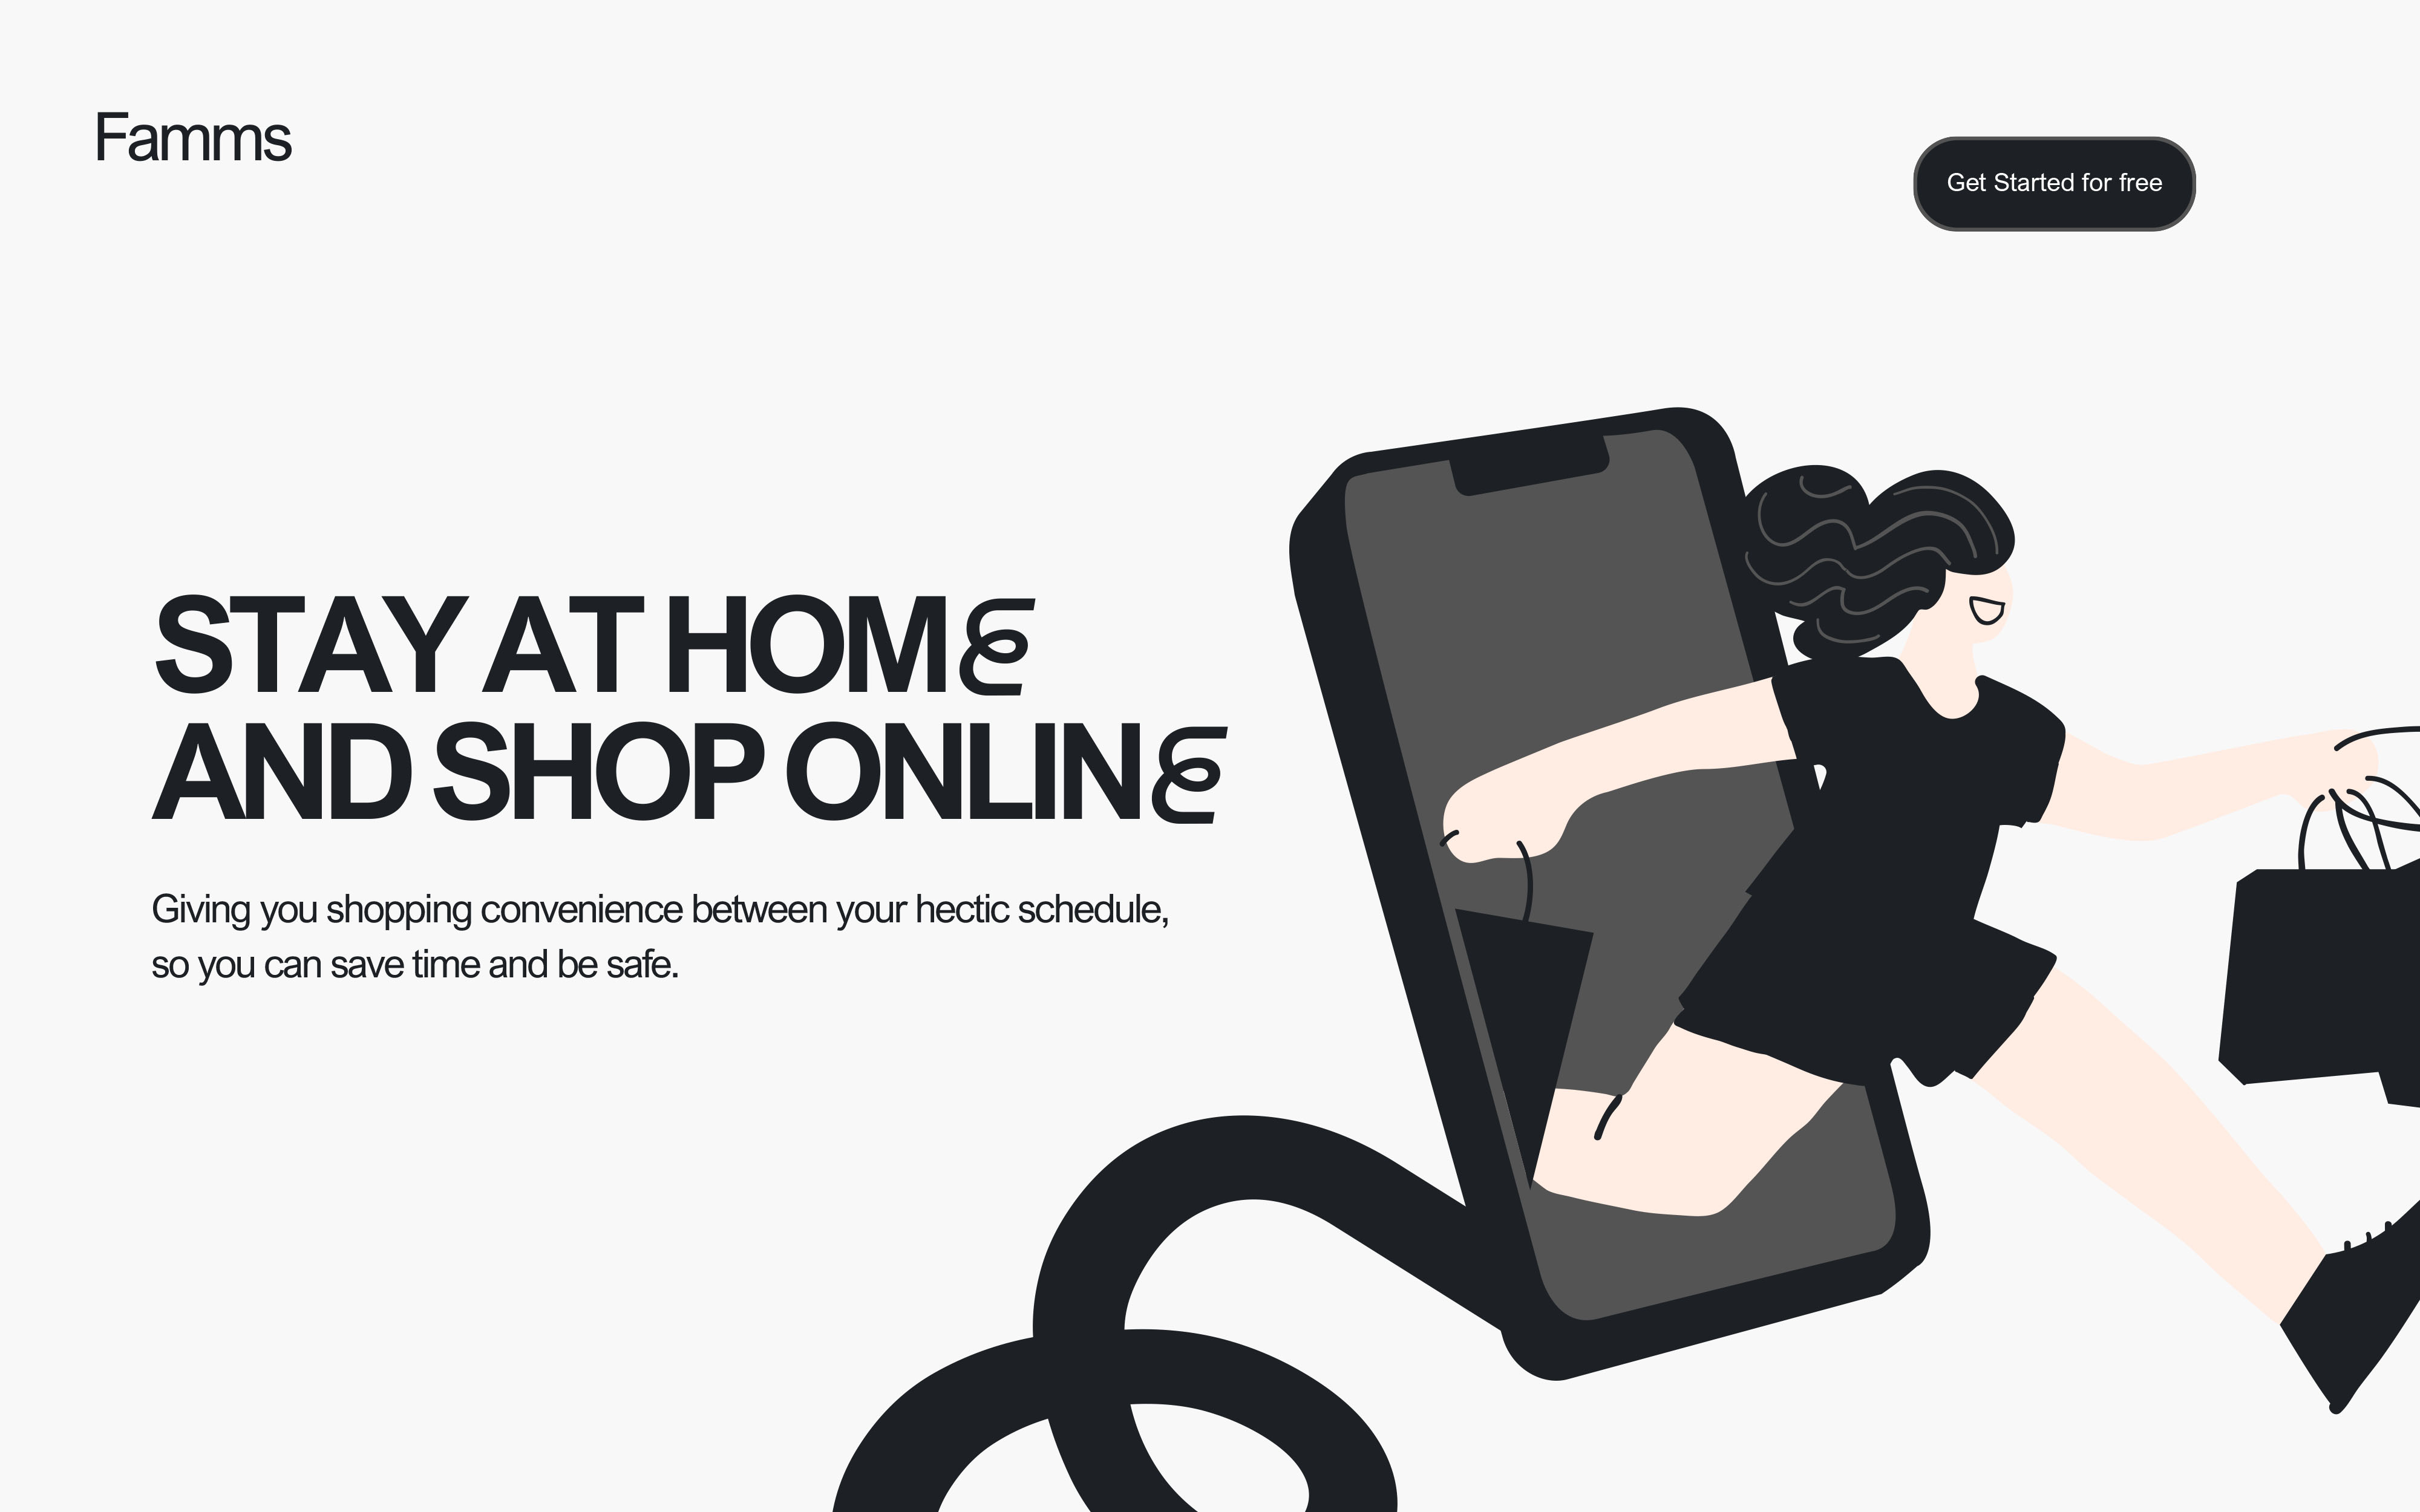 Famms
Get Started for free
STAY AT HOME
AND SHOP ONLINE
Giving you shopping convenience between your hectic schedule,
so you can save time and be safe.